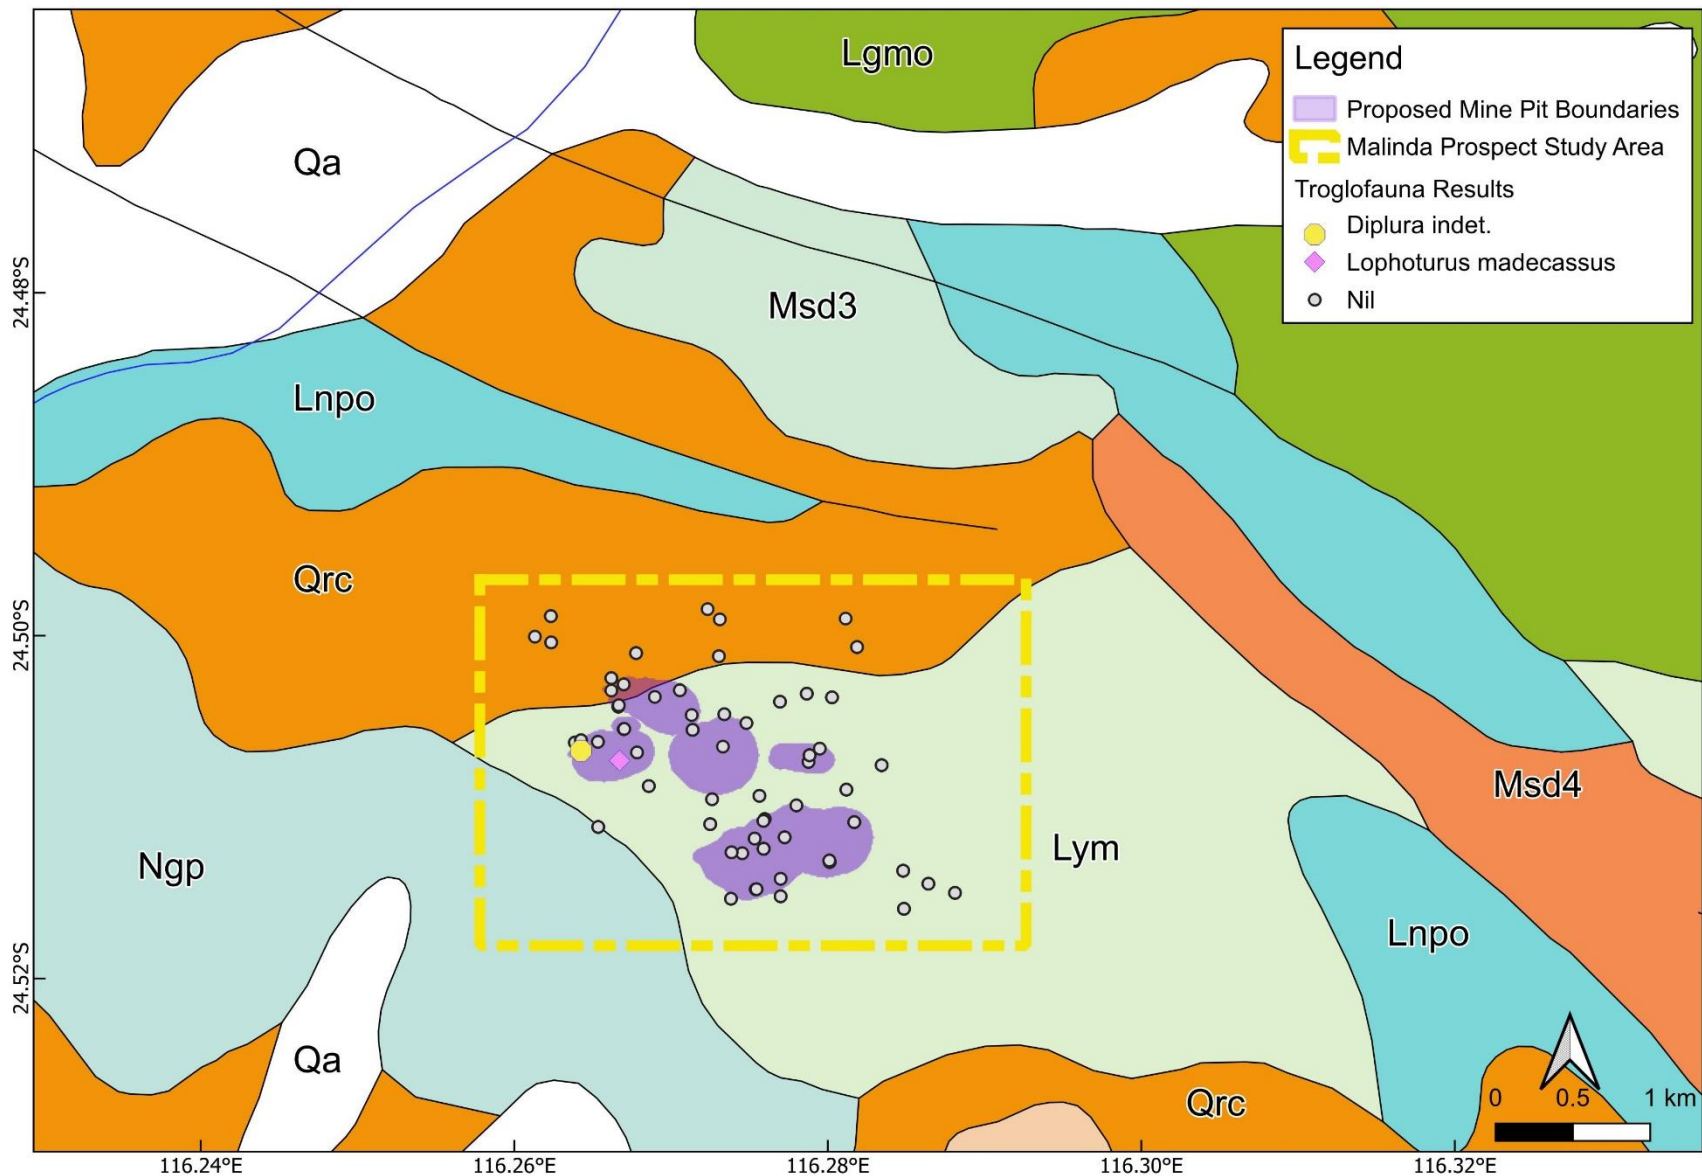 Lgmo
Legend
Proposed Mine Pit Boundaries
Malinda Prospect Study Area
Troglofauna Results
Diplura indet.
Lophoturus madecassus
Nil
Qa
24.48°S
Msd3
Lnpo
Qrc
24.50°S
Msd4
Lym
Ngp
Lnpo
24.52°S
Qa
Qrc
0 0.5 1 km
116.24°E 116.26°E 116.28°E 116.30°E 116.32°E